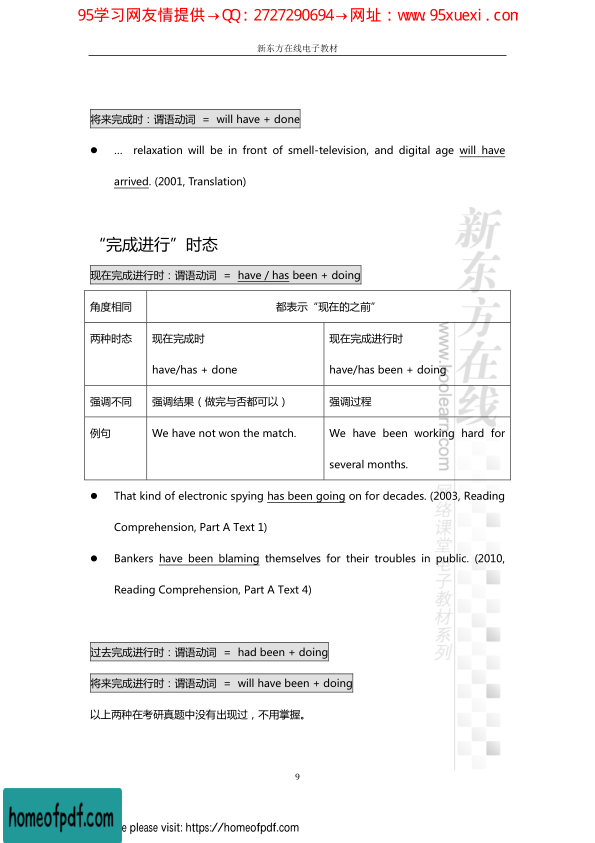 95学习网友情提供→QQ：2727290694→网址：www.95xuexi.com
新东方在线电子教材
将来完成时：谓语动词 = will have + done
● … relaxation will be in front of smell-television, and digital age will have
arrived. (2001, Translation)
“完成进行”时态
现在完成进行时：谓语动词 = have / has been + doing
角度相同 都表示“现在的之前”
两种时态 现在完成时 现在完成进行时
have/has + done have/has been + doing
强调不同 强调结果（做完与否都可以） 强调过程
例句 We have not won the match. We have been working hard for
several months.
● That kind of electronic spying has been going on for decades. (2003, Reading
Comprehension, Part A Text 1)
● Bankers have been blaming themselves for their troubles in public. (2010,
Reading Comprehension, Part A Text 4)
过去完成进行时：谓语动词 = had been + doing
将来完成进行时：谓语动词 = will have been + doing
以上两种在考研真题中没有出现过，不用掌握。
新东方在线
www.koolearn.com
网络课堂电子教材系列
9
homeofpdf.com
please visit: https://homeofpdf.com